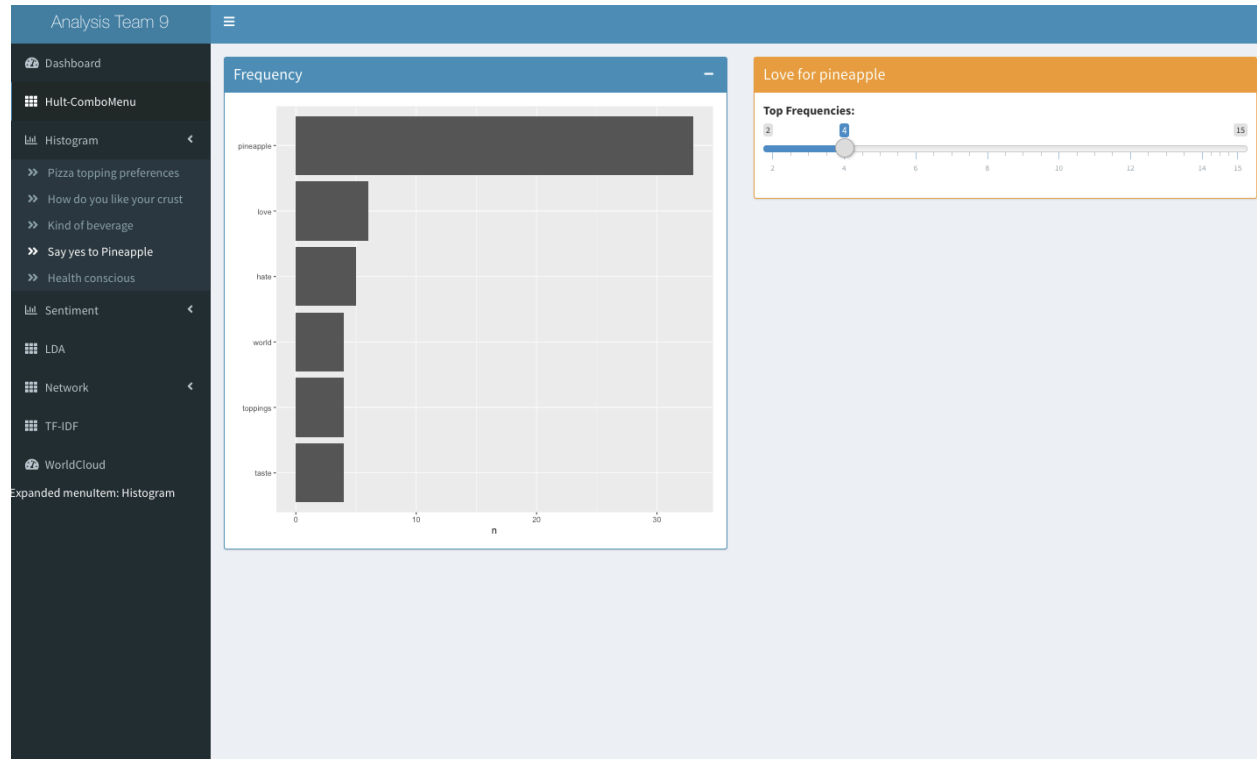 Analysis Team 9
Dashboard
Hult-ComboMenu
Histogram
Pizza topping preferences
How do you like your crust
Kind of beverage
Say yes to Pineapple
Health conscious
Sentiment
LDA
Network
TF-IDF
WorldCloud
Expanded menuItem: Histogram
Frequency
pineapple
love
hate
world
toppings
taste
0 10 20 30
n
Love for pineapple
Top Frequencies:
2 4 15
2 4 6 8 10 12 14 15